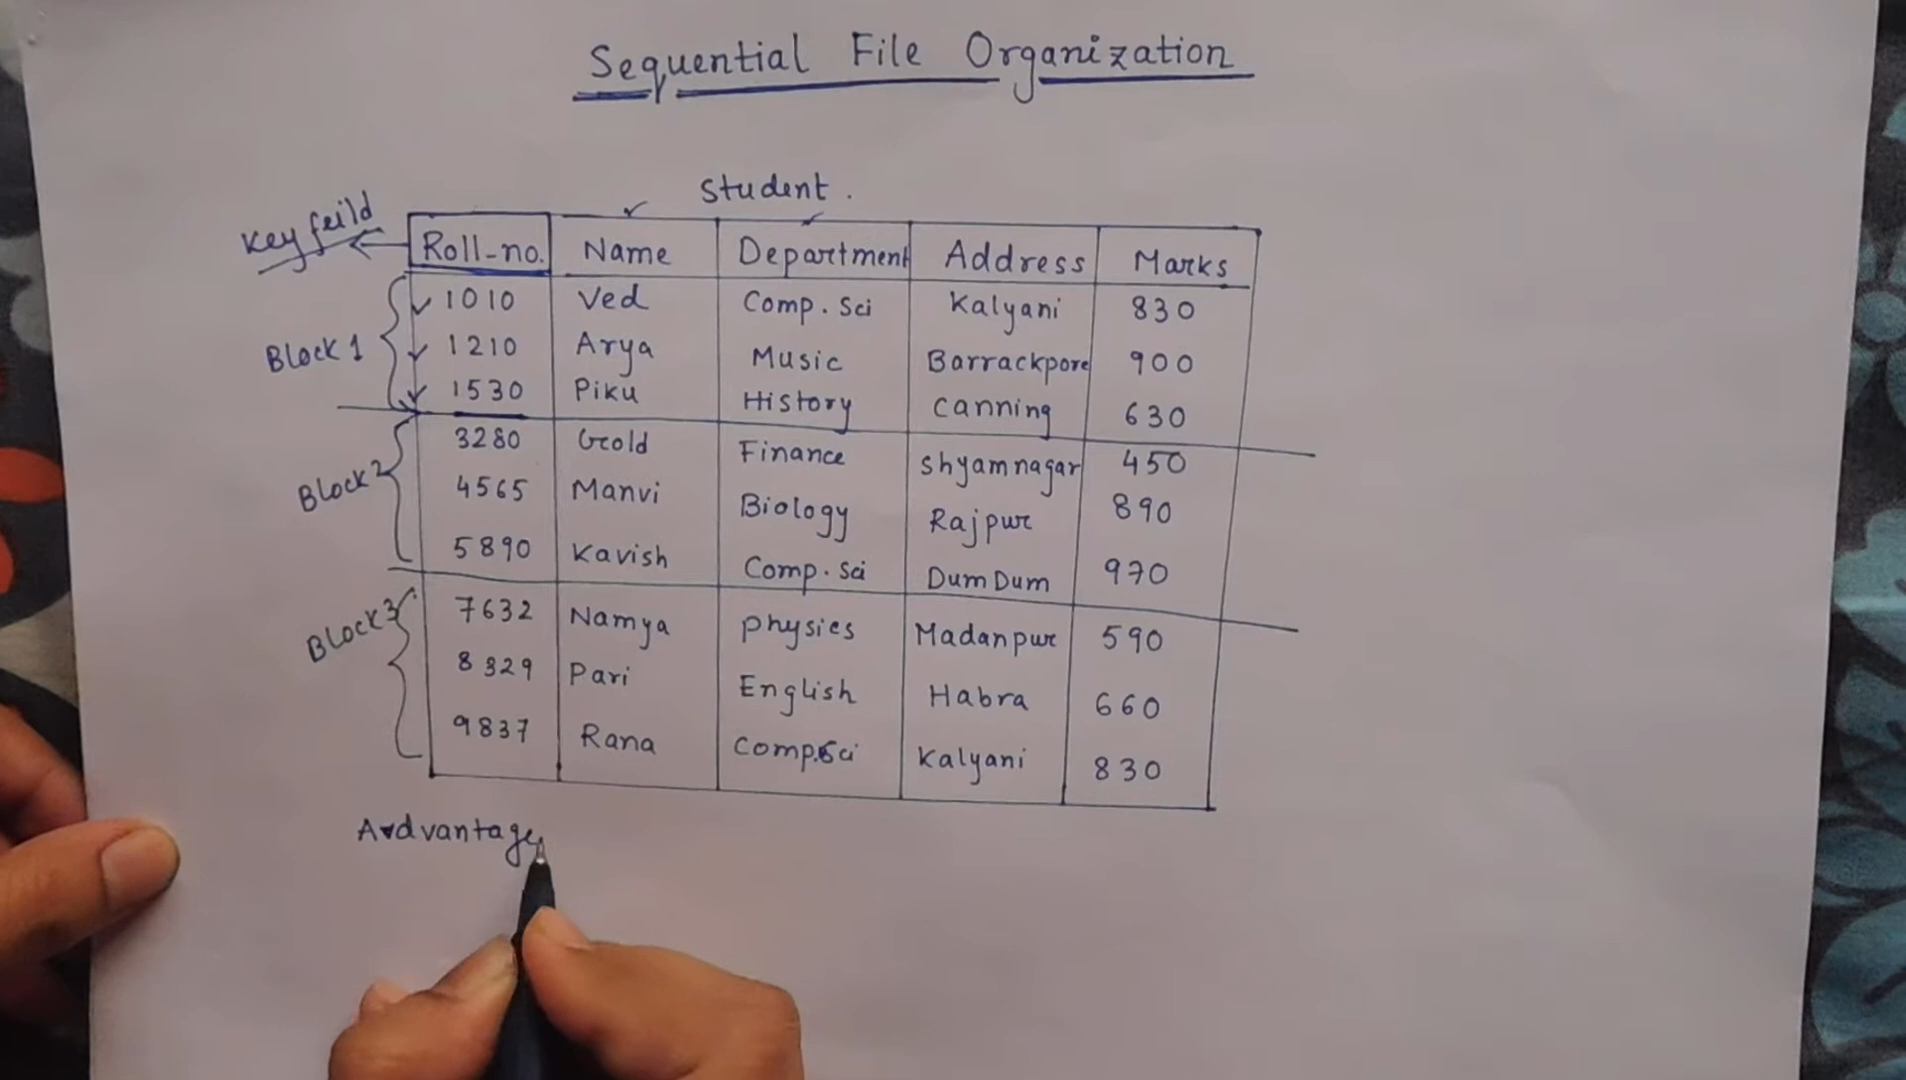 Sequential File Organization
Student.
Key feild
Roll-no. Name Department Address Marks
Block 1
1010 Ved Comp. Sci Kalyani 830
1210 Arya Music Barrackpore 900
1530 Piku History Canning 630
Block 2
3280 Finance Shyamnagar 450
4565 Manvi Biology Rajpur 890
5890 Kavish Comp. Sci DumDum 970
Block 3
7632 Namya Physics Madanpur 590
8329 Pari English Habra 660
9837 Rana Comp.Sci Kalyani 830
Advantage